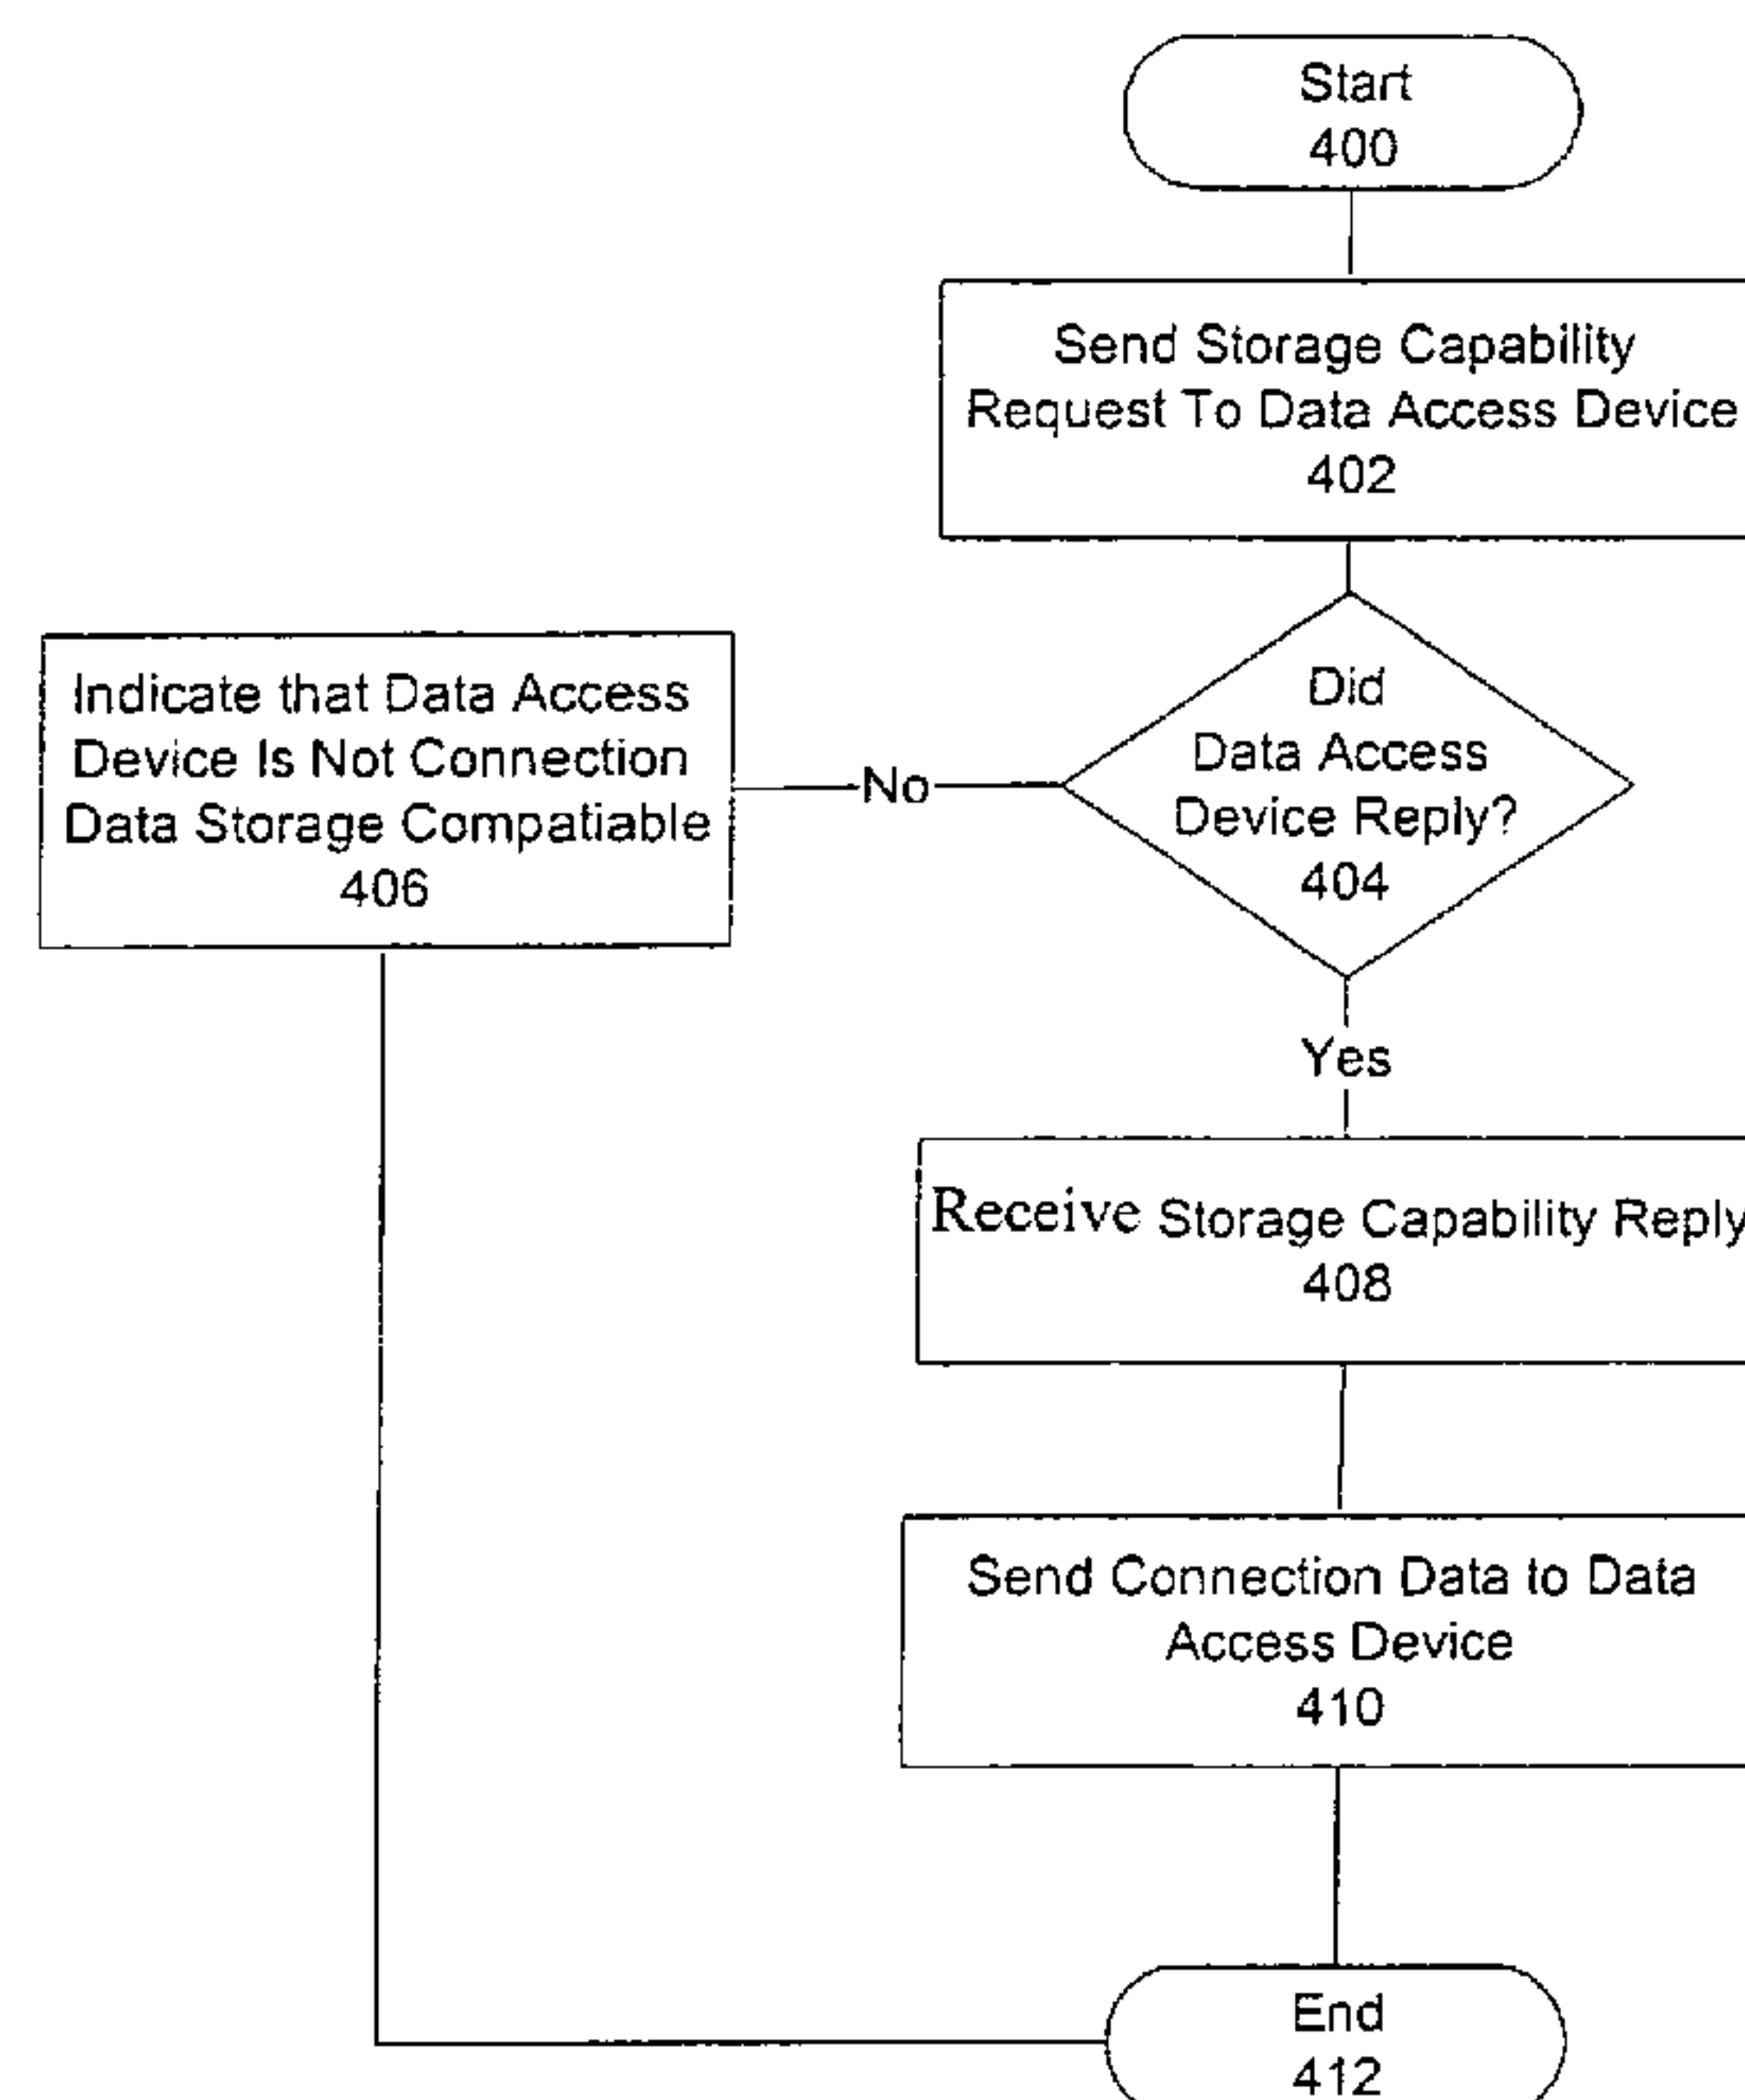 Start
400
Send Storage Capability
Request To Data Access Device
402
Did
Data Access
Device Reply?
404
No
Indicate that Data Access
Device Is Not Connection
Data Storage Compatiable
406
Yes
Receive Storage Capability Reply
408
Send Connection Data to Data
Access Device
410
End
412